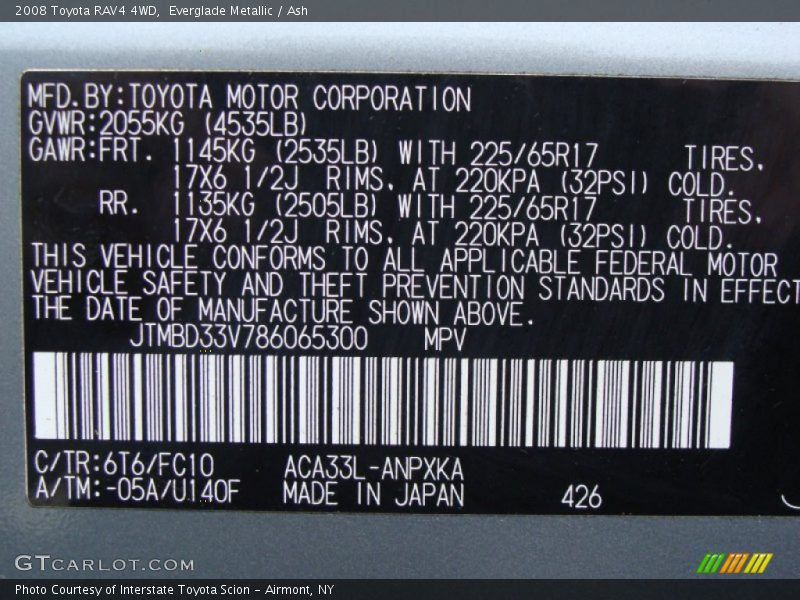 2008 Toyota RAV4 4WD,  Everglade Metallic / Ash
MFD.BY:TOYOTA MOTOR CORPORATION
GVWR:2055KG (4535LB)
GAWR:FRT. 1145KG (2535LB) WITH 225/65R17 TIRES,
17X6 1/2J RIMS, AT 220KPA (32PSI) COLD.
RR. 1135KG (2505LB) WITH 225/65R17 TIRES,
17X6 1/2J RIMS, AT 220KPA (32PSI) COLD.
THIS VEHICLE CONFORMS TO ALL APPLICABLE FEDERAL MOTOR
VEHICLE SAFETY AND THEFT PREVENTION STANDARDS IN EFFECT
THE DATE OF MANUFACTURE SHOWN ABOVE.
JTMBD33V786065300 MPV
C/TR:6T6/FC10 ACA33L-ANPXKA
A/TM:-05A/U140F MADE IN JAPAN 426
GTCARLOT.COM
Photo Courtesy of Interstate Toyota Scion - Airmont, NY